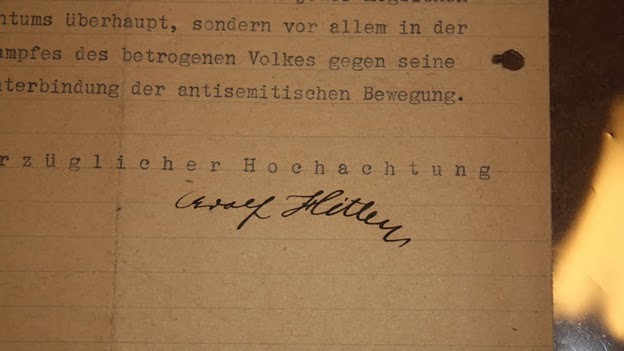 ntums überhaupt, sondern vor allem in der
ampfes des betrogenen Volkes gegen seine
nterbindung der antisemitischen Bewegung.
rzüglicher Hochachtung
Adolf Hitler